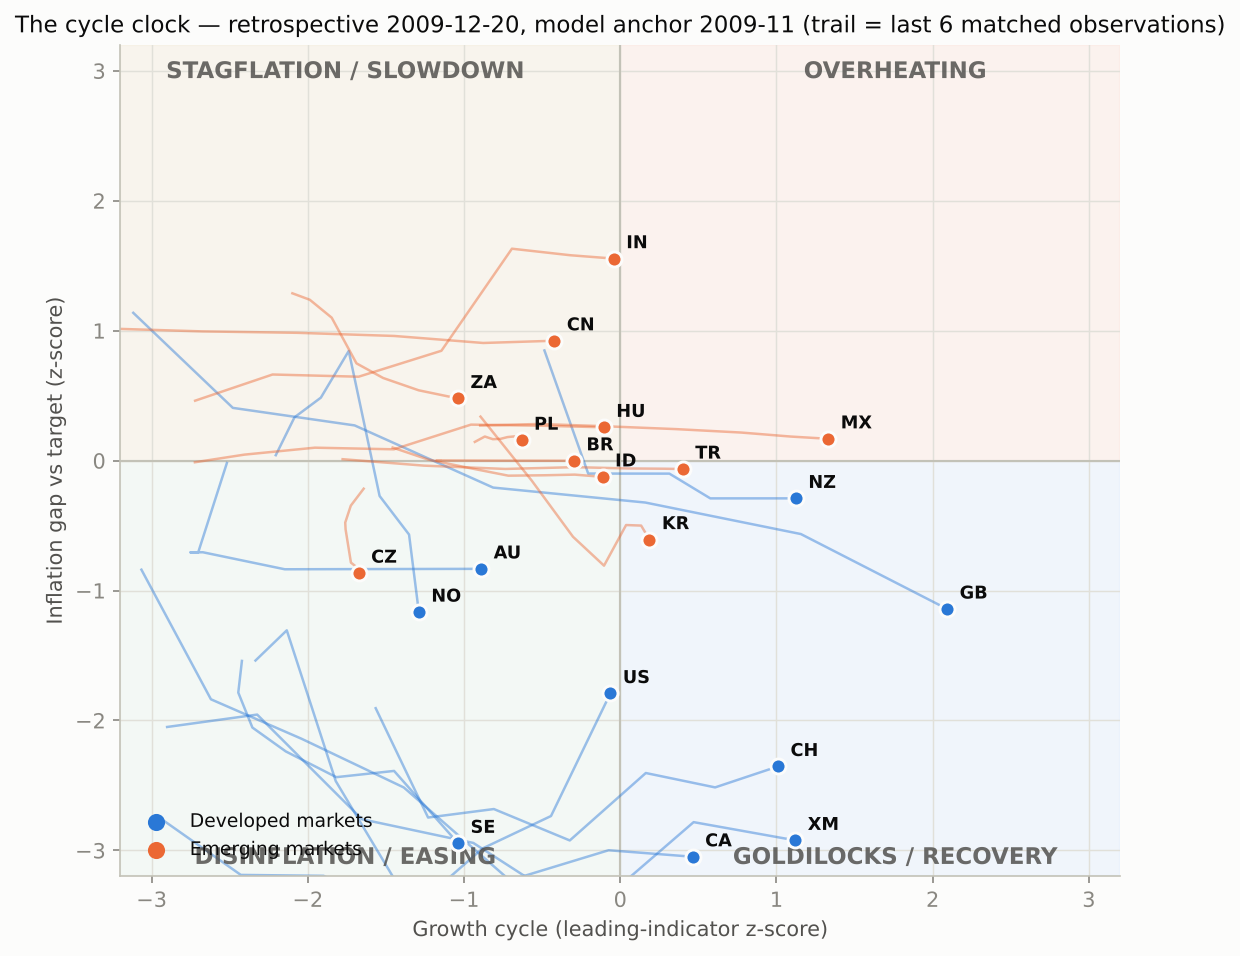 The cycle clock — retrospective 2009-12-20, model anchor 2009-11 (trail = last 6 matched observations)
STAGFLATION / SLOWDOWN
OVERHEATING
3
2
1
0
−1
−2
−3
Inflation gap vs target (z-score)
IN
CN
ZA
HU
PL
MX
BR
TR
ID
NZ
KR
CZ
AU
NO
GB
US
CH
SE
XM
CA
Developed markets
Emerging markets
DISINFLATION / EASING
GOLDILOCKS / RECOVERY
−3
−2
−1
0
1
2
3
Growth cycle (leading-indicator z-score)